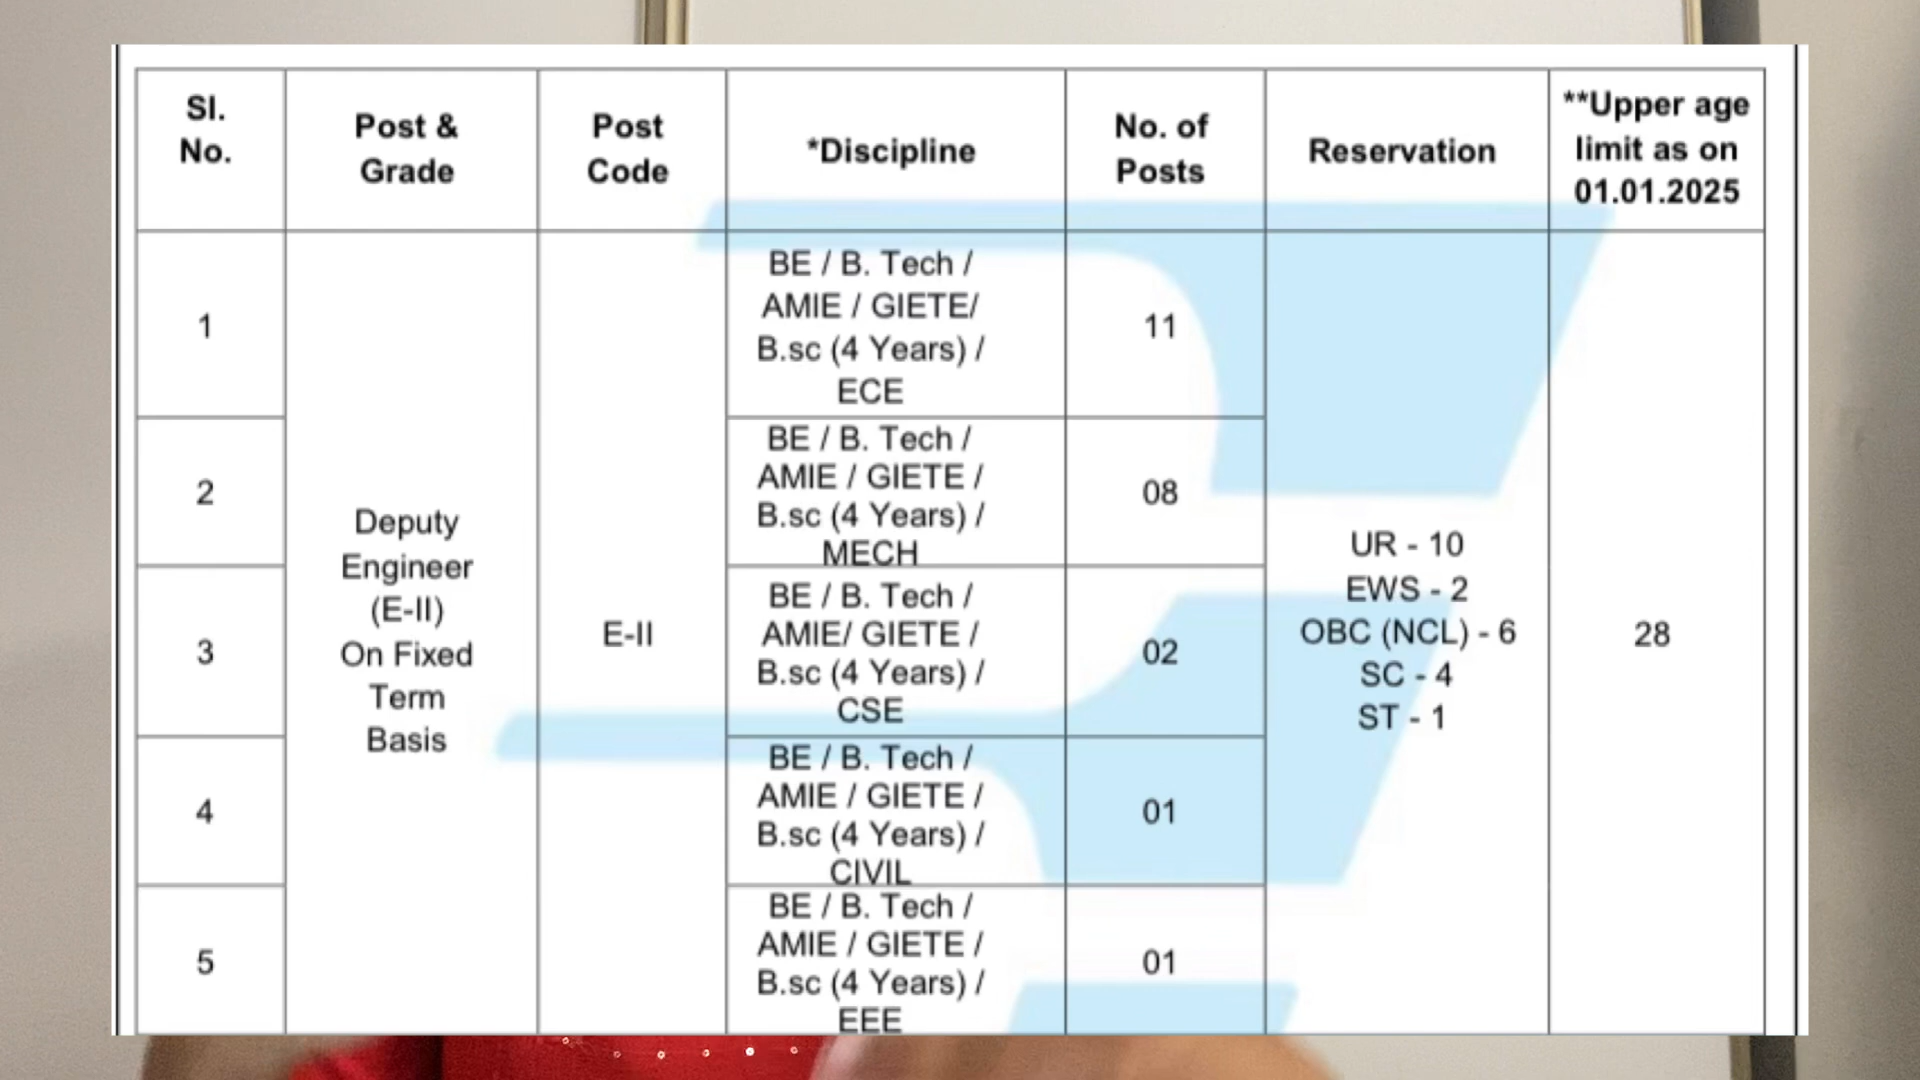 Sl.
No.
Post &
Grade
Post
Code
*Discipline
No. of
Posts
Reservation
**Upper age
limit as on
01.01.2025
1
Deputy
Engineer
(E-II)
On Fixed
Term
Basis
E-II
BE / B. Tech /
AMIE / GIETE/
B.sc (4 Years) /
ECE
11
UR - 10
EWS - 2
OBC (NCL) - 6
SC - 4
ST - 1
28
2
BE / B. Tech /
AMIE / GIETE /
B.sc (4 Years) /
MECH
08
3
BE / B. Tech /
AMIE/ GIETE /
B.sc (4 Years) /
CSE
02
4
BE / B. Tech /
AMIE / GIETE /
B.sc (4 Years) /
CIVIL
01
5
BE / B. Tech /
AMIE / GIETE /
B.sc (4 Years) /
EEE
01